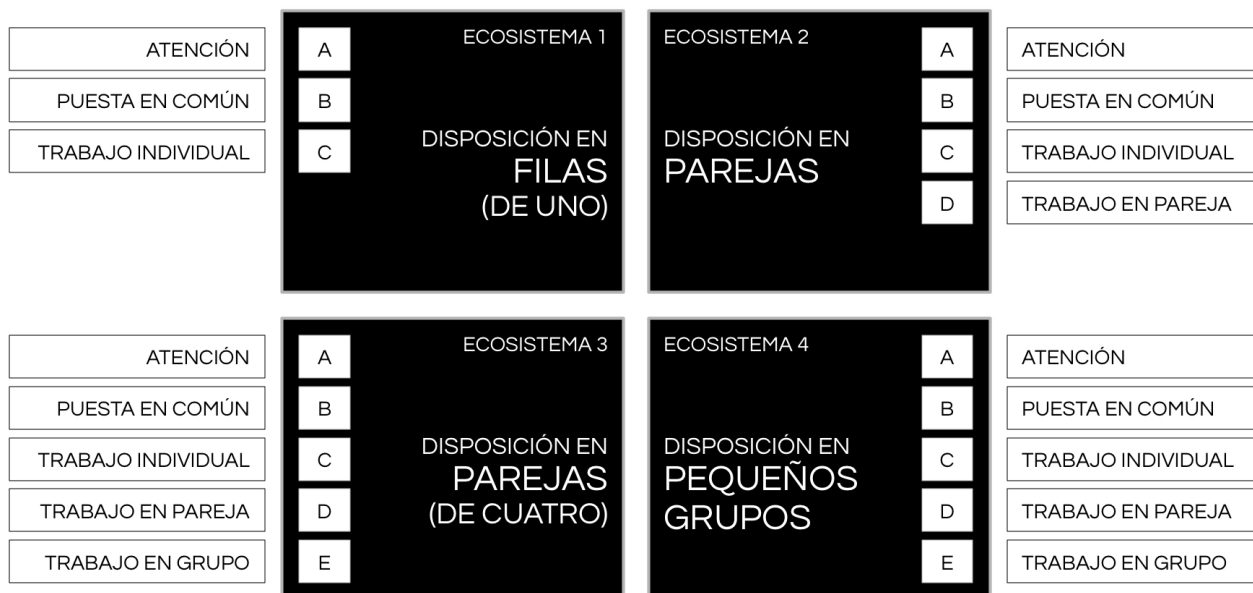 ATENCIÓN
PUESTA EN COMÚN
TRABAJO INDIVIDUAL
A
B
C
ECOSISTEMA 1
DISPOSICIÓN EN
FILAS
(DE UNO)
ECOSISTEMA 2
DISPOSICIÓN EN
PAREJAS
A
B
C
D
ATENCIÓN
PUESTA EN COMÚN
TRABAJO INDIVIDUAL
TRABAJO EN PAREJA
ATENCIÓN
PUESTA EN COMÚN
TRABAJO INDIVIDUAL
TRABAJO EN PAREJA
TRABAJO EN GRUPO
A
B
C
D
E
ECOSISTEMA 3
DISPOSICIÓN EN
PAREJAS
(DE CUATRO)
ECOSISTEMA 4
DISPOSICIÓN EN
PEQUEÑOS
GRUPOS
A
B
C
D
E
ATENCIÓN
PUESTA EN COMÚN
TRABAJO INDIVIDUAL
TRABAJO EN PAREJA
TRABAJO EN GRUPO